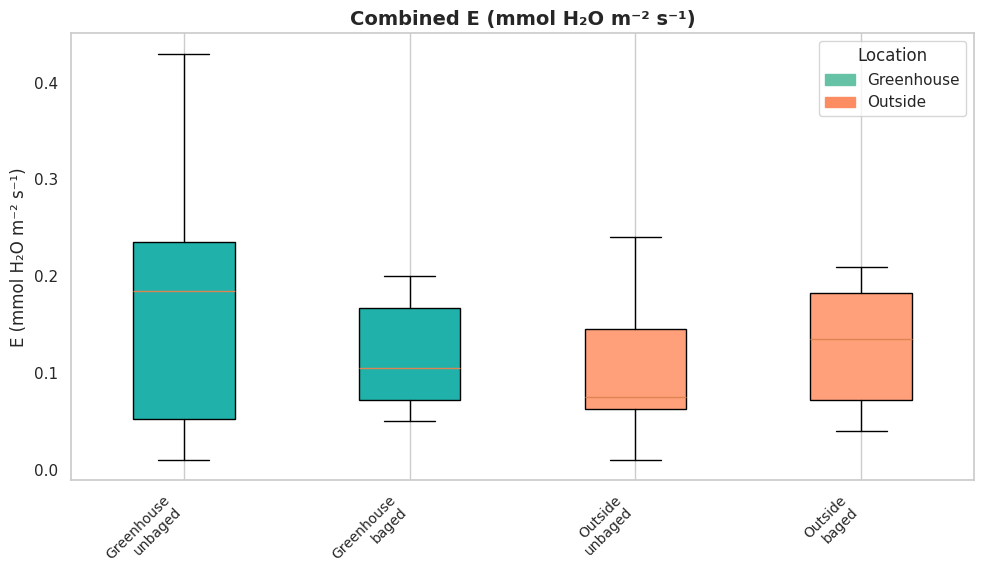 Combined E (mmol H₂O m⁻² s⁻¹)
Location
Greenhouse
Outside
E (mmol H₂O m⁻² s⁻¹)
0.4
0.3
0.2
0.1
0.0
Greenhouse
unbaged
Greenhouse
baged
Outside
unbaged
Outside
baged